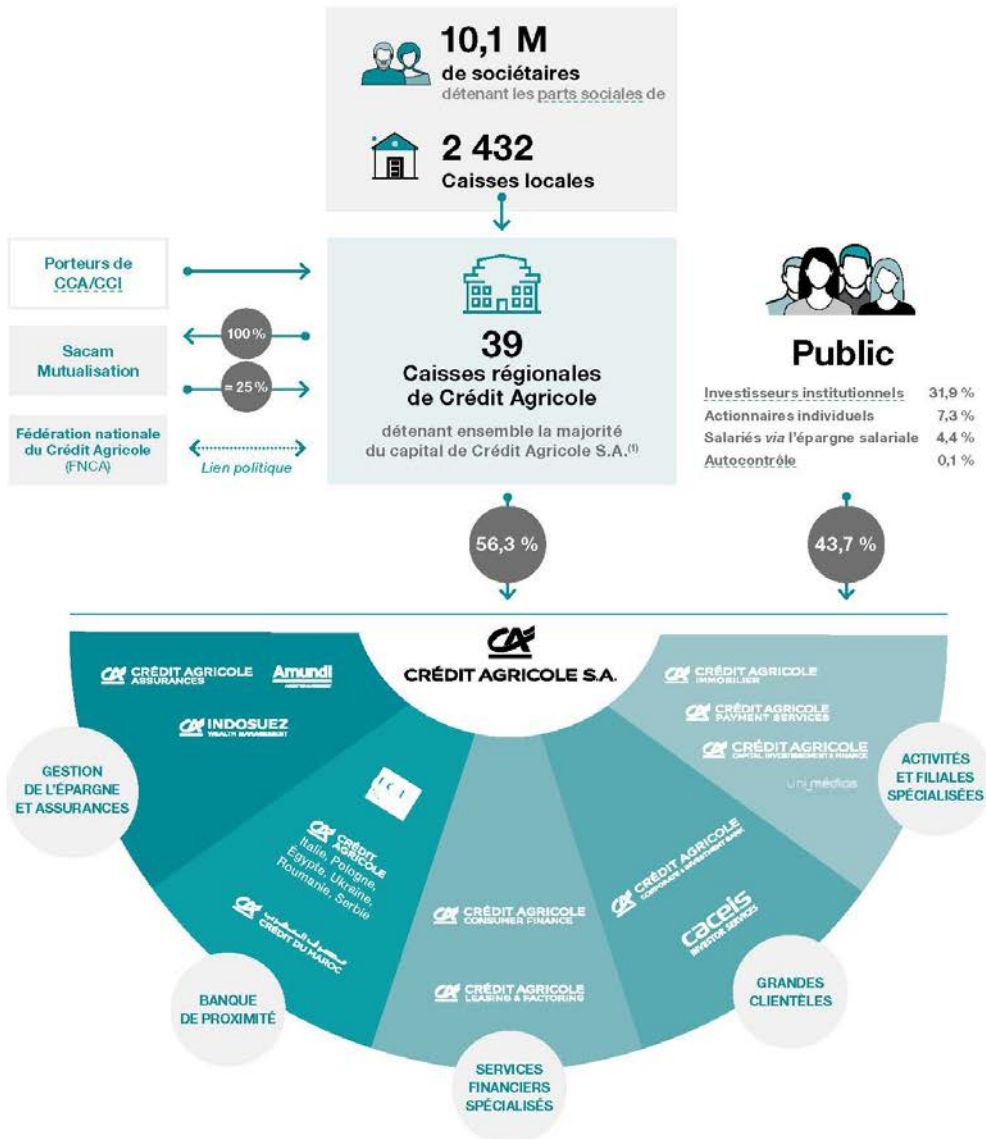 10,1 M
de sociétaires
détenant les parts sociales de
2 432
Caisses locales
Porteurs de
CCA/CCI
Sacam
Mutualisation
Fédération nationale
du Crédit Agricole
(FNCA)
100 %
= 25 %
Lien politique
39
Caisses régionales
de Crédit Agricole
détenant ensemble la majorité
du capital de Crédit Agricole S.A.(1)
Public
Investisseurs institutionnels 31,9 %
Actionnaires individuels 7,3 %
Salariés via l'épargne salariale 4,4 %
Autocontrôle 0,1 %
56,3 %
43,7 %
CRÉDIT AGRICOLE S.A.
CRÉDIT AGRICOLE
ASSURANCES
Amundi
INDOSUEZ
WEALTH MANAGEMENT
GESTION
DE L'ÉPARGNE
ET ASSURANCES
LCL
CRÉDIT
AGRICOLE
Italie, Pologne,
Égypte, Ukraine,
Roumanie, Serbie
CRÉDIT DU MAROC
BANQUE
DE PROXIMITÉ
CRÉDIT AGRICOLE
CONSUMER FINANCE
CRÉDIT AGRICOLE
LEASING & FACTORING
SERVICES
FINANCIERS
SPÉCIALISÉS
CRÉDIT AGRICOLE
CORPORATE & INVESTMENT BANK
caceis
INVESTOR SERVICES
GRANDES
CLIENTÈLES
CRÉDIT AGRICOLE
IMMOBILIER
CRÉDIT AGRICOLE
PAYMENT SERVICES
CRÉDIT AGRICOLE
CAPITAL INVESTISSEMENT & FINANCE
uni médias
ACTIVITÉS
ET FILIALES
SPÉCIALISÉES